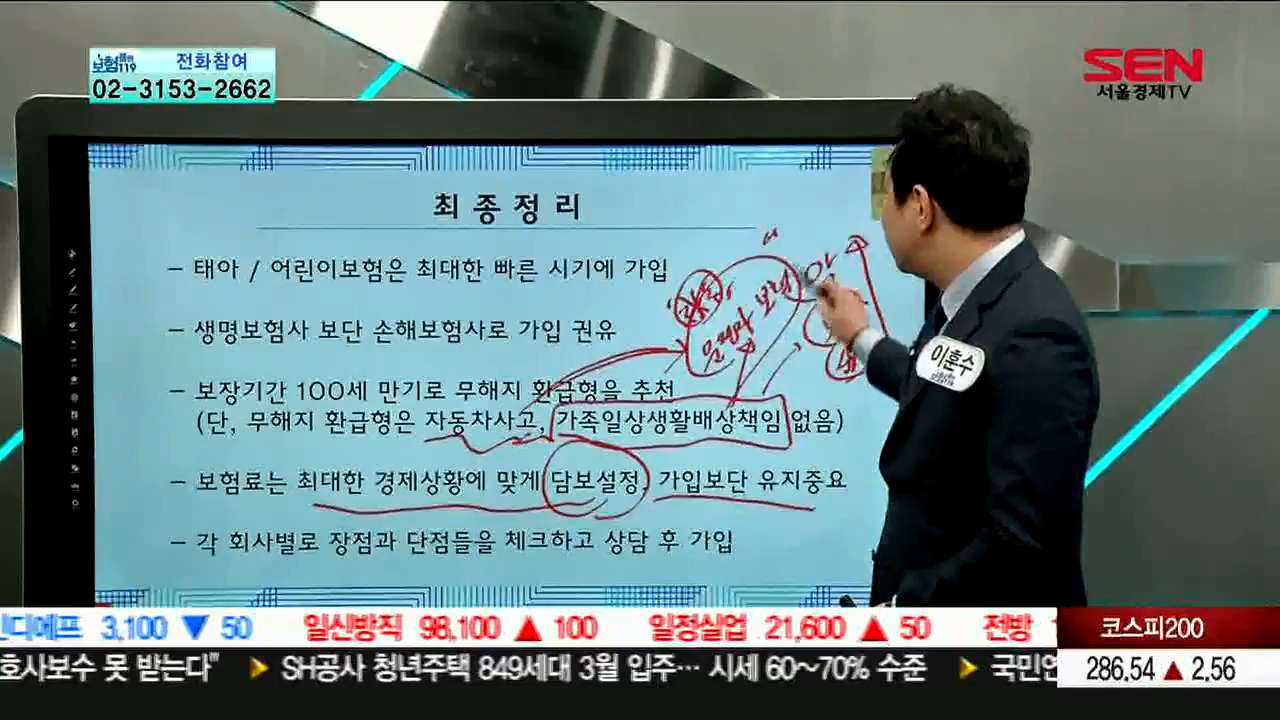 보험119
전화참여
02-3153-2662
SEN
서울경제TV
최종정리
– 태아 / 어린이보험은 최대한 빠른 시기에 가입
– 생명보험사 보단 손해보험사로 가입 권유
– 보장기간 100세 만기로 무해지 환급형을 추천
(단, 무해지 환급형은 자동차사고, 가족일상생활배상책임 없음)
– 보험료는 최대한 경제상황에 맞게 담보설정, 가입보단 유지중요
– 각 회사별로 장점과 단점들을 체크하고 상담 후 가입
이훈수
인디에프 3,100 ▼ 50 일신방직 98,100 ▲ 100 일정실업 21,600 ▲ 50 전방
코스피200
호사보수 못 받는다" ▶ SH공사 청년주택 849세대 3월 입주… 시세 60~70% 수준 ▶ 국민연
286.54 ▲ 2.56